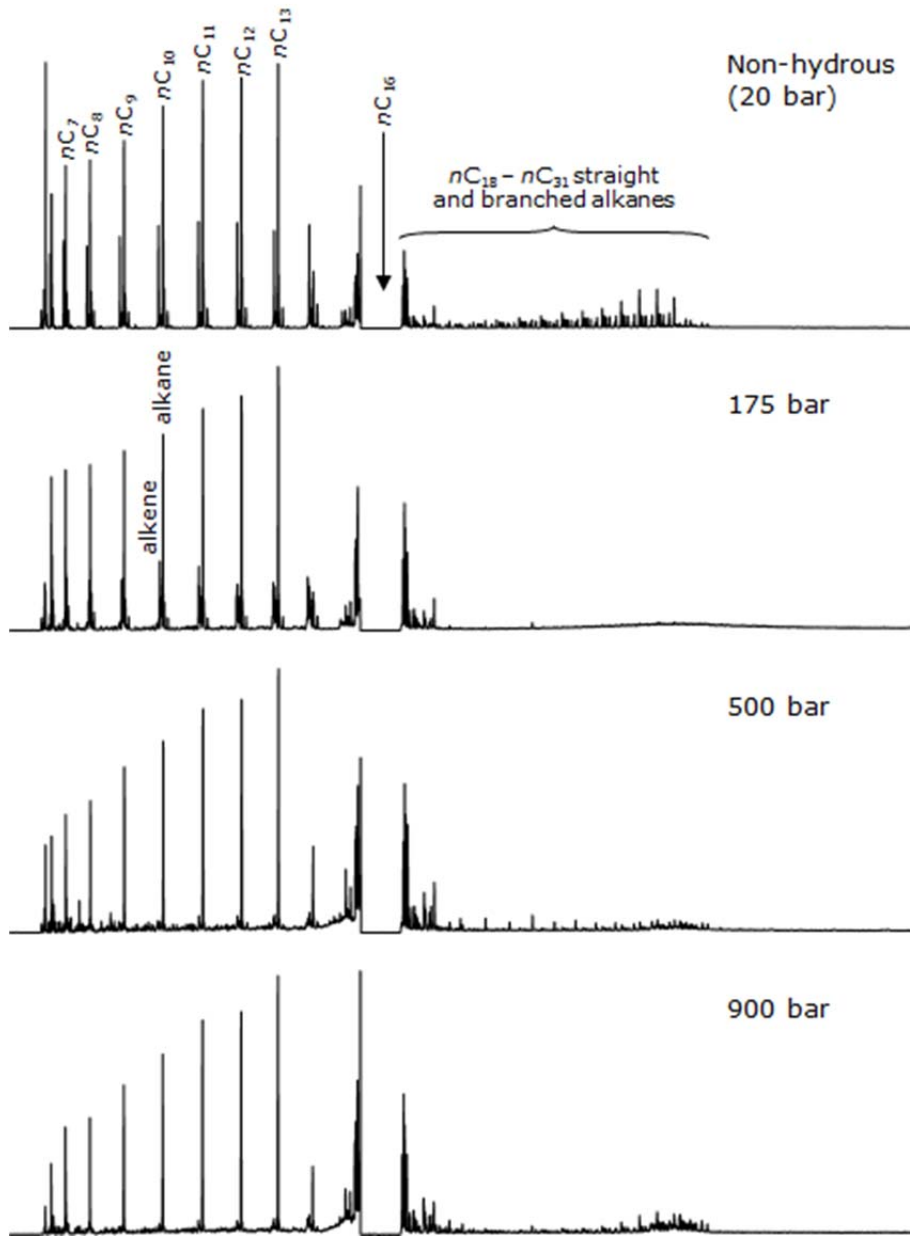 nC7
nC8
nC9
nC10
nC11
nC12
nC13
nC16
Non-hydrous
(20 bar)
nC18 – nC31 straight
and branched alkanes
alkene
alkane
175 bar
500 bar
900 bar